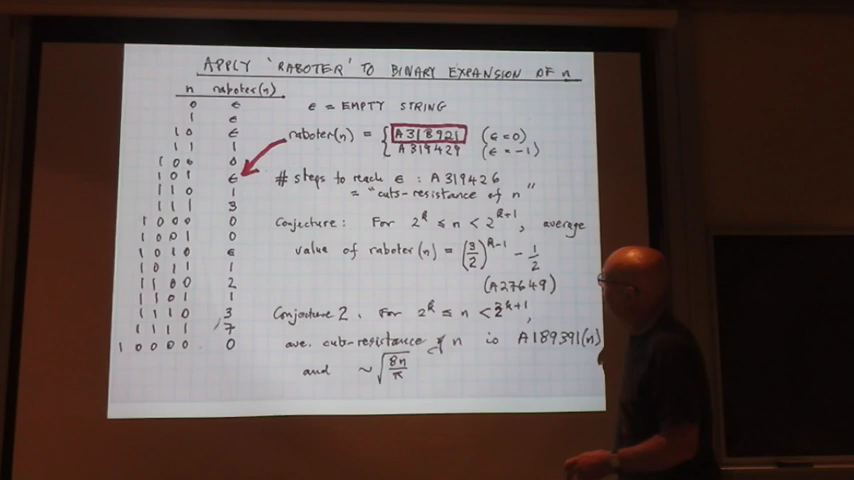 APPLY 'RABOTER' TO BINARY EXPANSION OF n
n raboter(n)
0 ϵ
1 ϵ
10 ϵ
11 1
100 0
101 ϵ
110 1
111 3
1000 0
1001 0
1010 ϵ
1011 1
1100 2
1101 1
1110 3
1111 7
10000 0
ϵ = EMPTY STRING
raboter(n) = { A318921 (ϵ=0)
A319429 (ϵ=-1)
# steps to reach ϵ : A319426
= "cuts-resistance of n"
Conjecture: For 2^k ≤ n < 2^{k+1}, average
value of raboter(n) = (3/2)^{k-1} - 1/2
(A27649)
Conjecture 2. For 2^k ≤ n < 2^{k+1},
ave. cub-resistance of n is A189391(n)
and ~ √(8n/π)